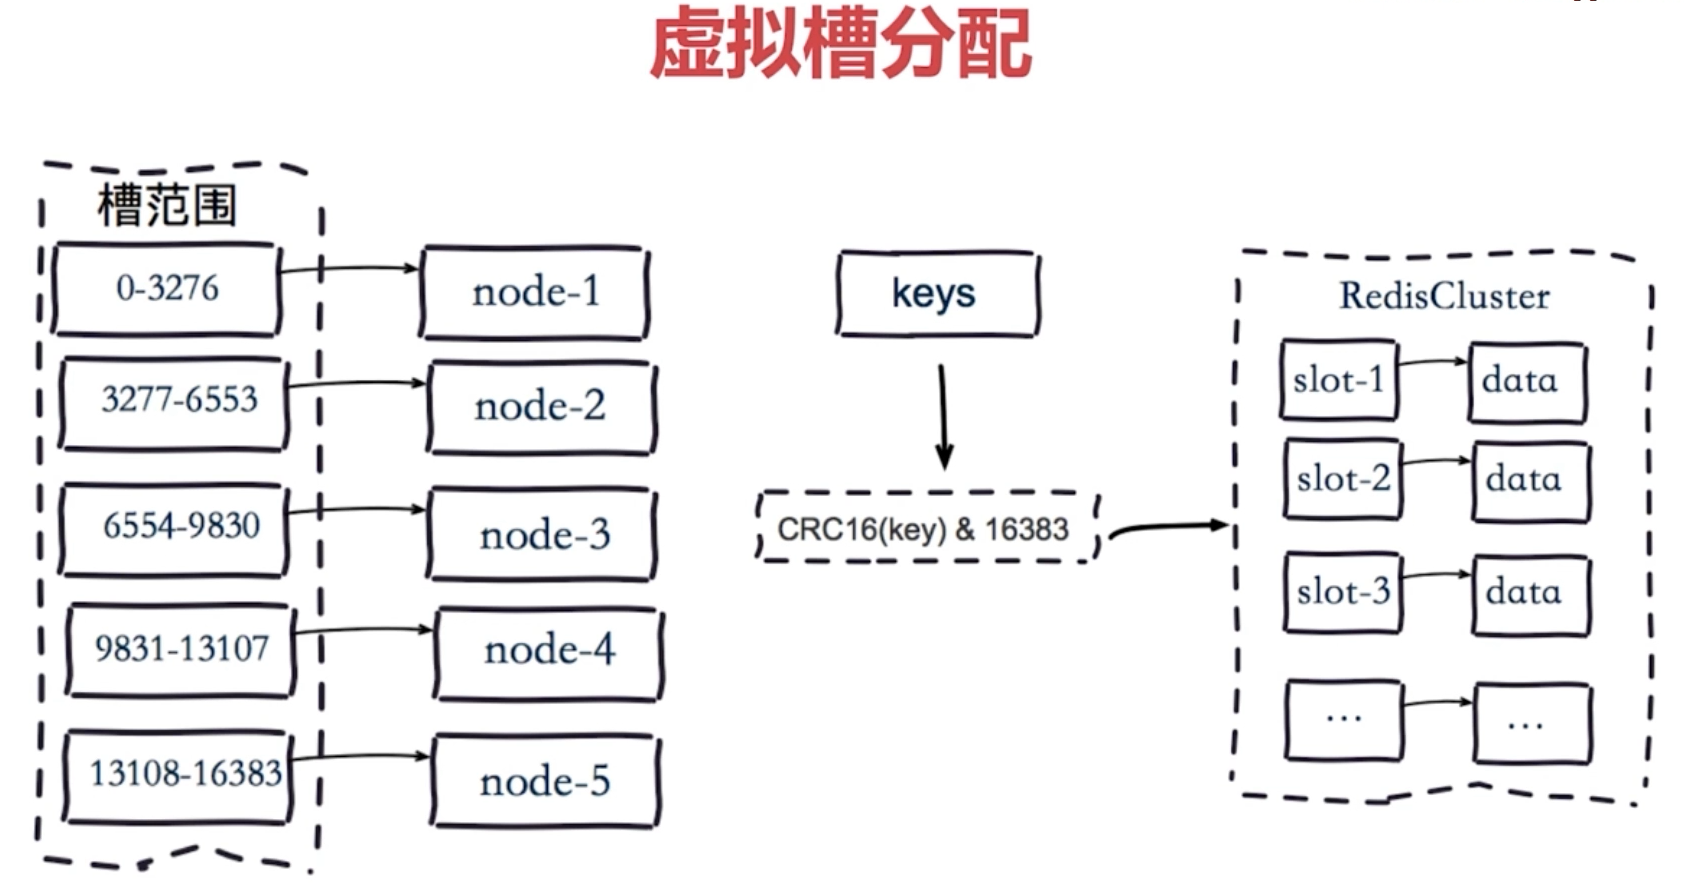 虚拟槽分配
槽范围
0-3276
node-1
3277-6553
node-2
6554-9830
node-3
9831-13107
node-4
13108-16383
node-5
keys
CRC16(key) & 16383
RedisCluster
slot-1
data
slot-2
data
slot-3
data
...
...